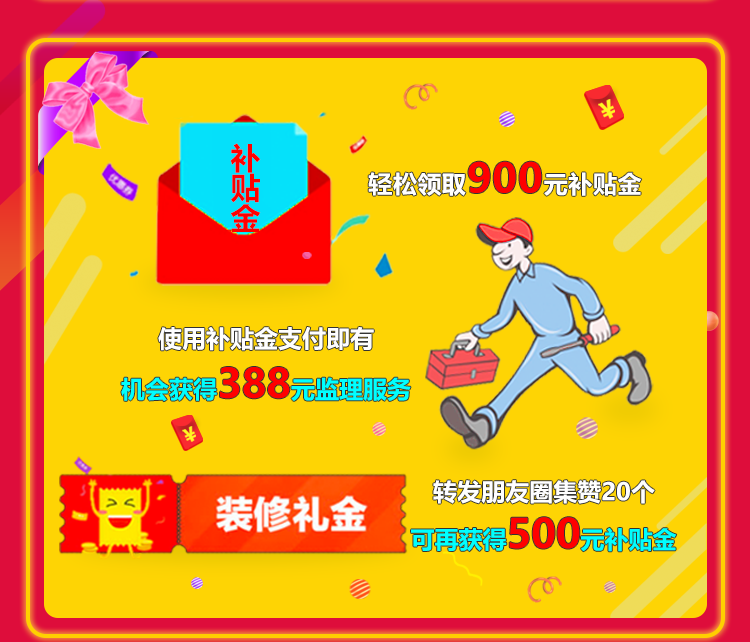 补贴金
轻松领取900元补贴金
优惠券
使用补贴金支付即有
机会获得388元监理服务
¥
¥
装修礼金
转发朋友圈集赞20个
可再获得500元补贴金